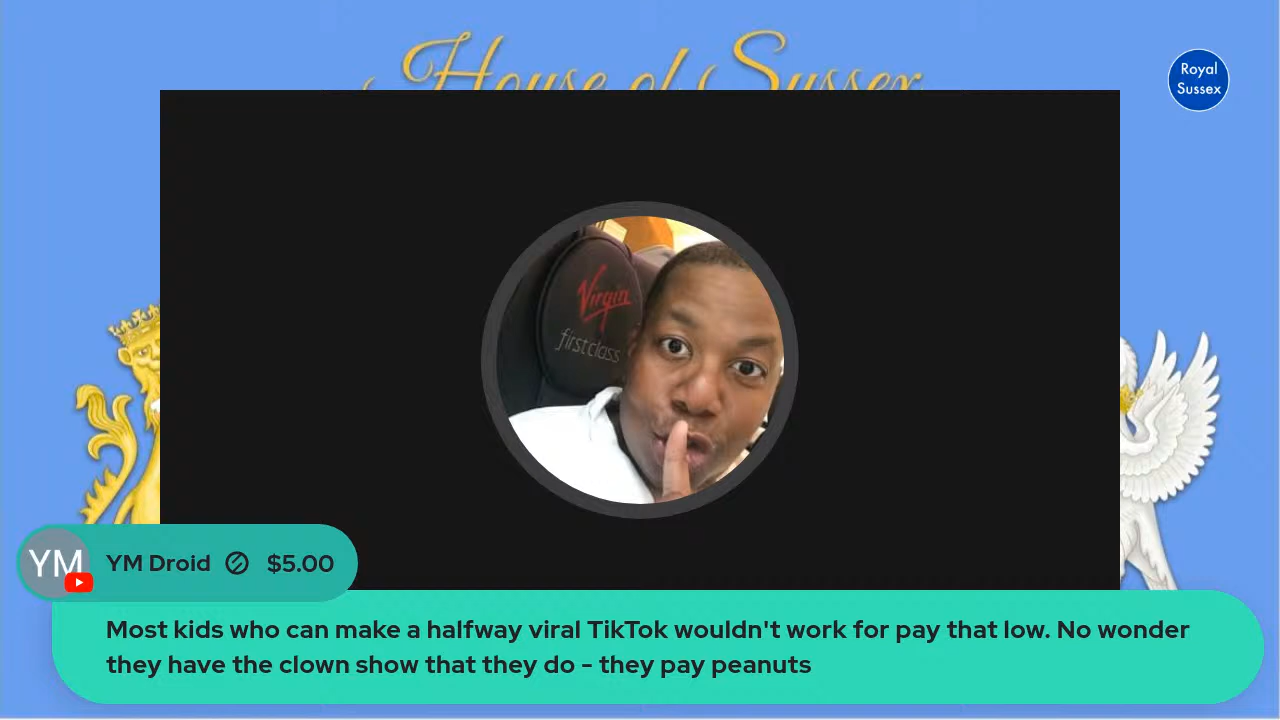 House of Sussex
Royal
Sussex
Virgin
firstclass
YM
YM Droid
$5.00
Most kids who can make a halfway viral TikTok wouldn't work for pay that low. No wonder
they have the clown show that they do - they pay peanuts